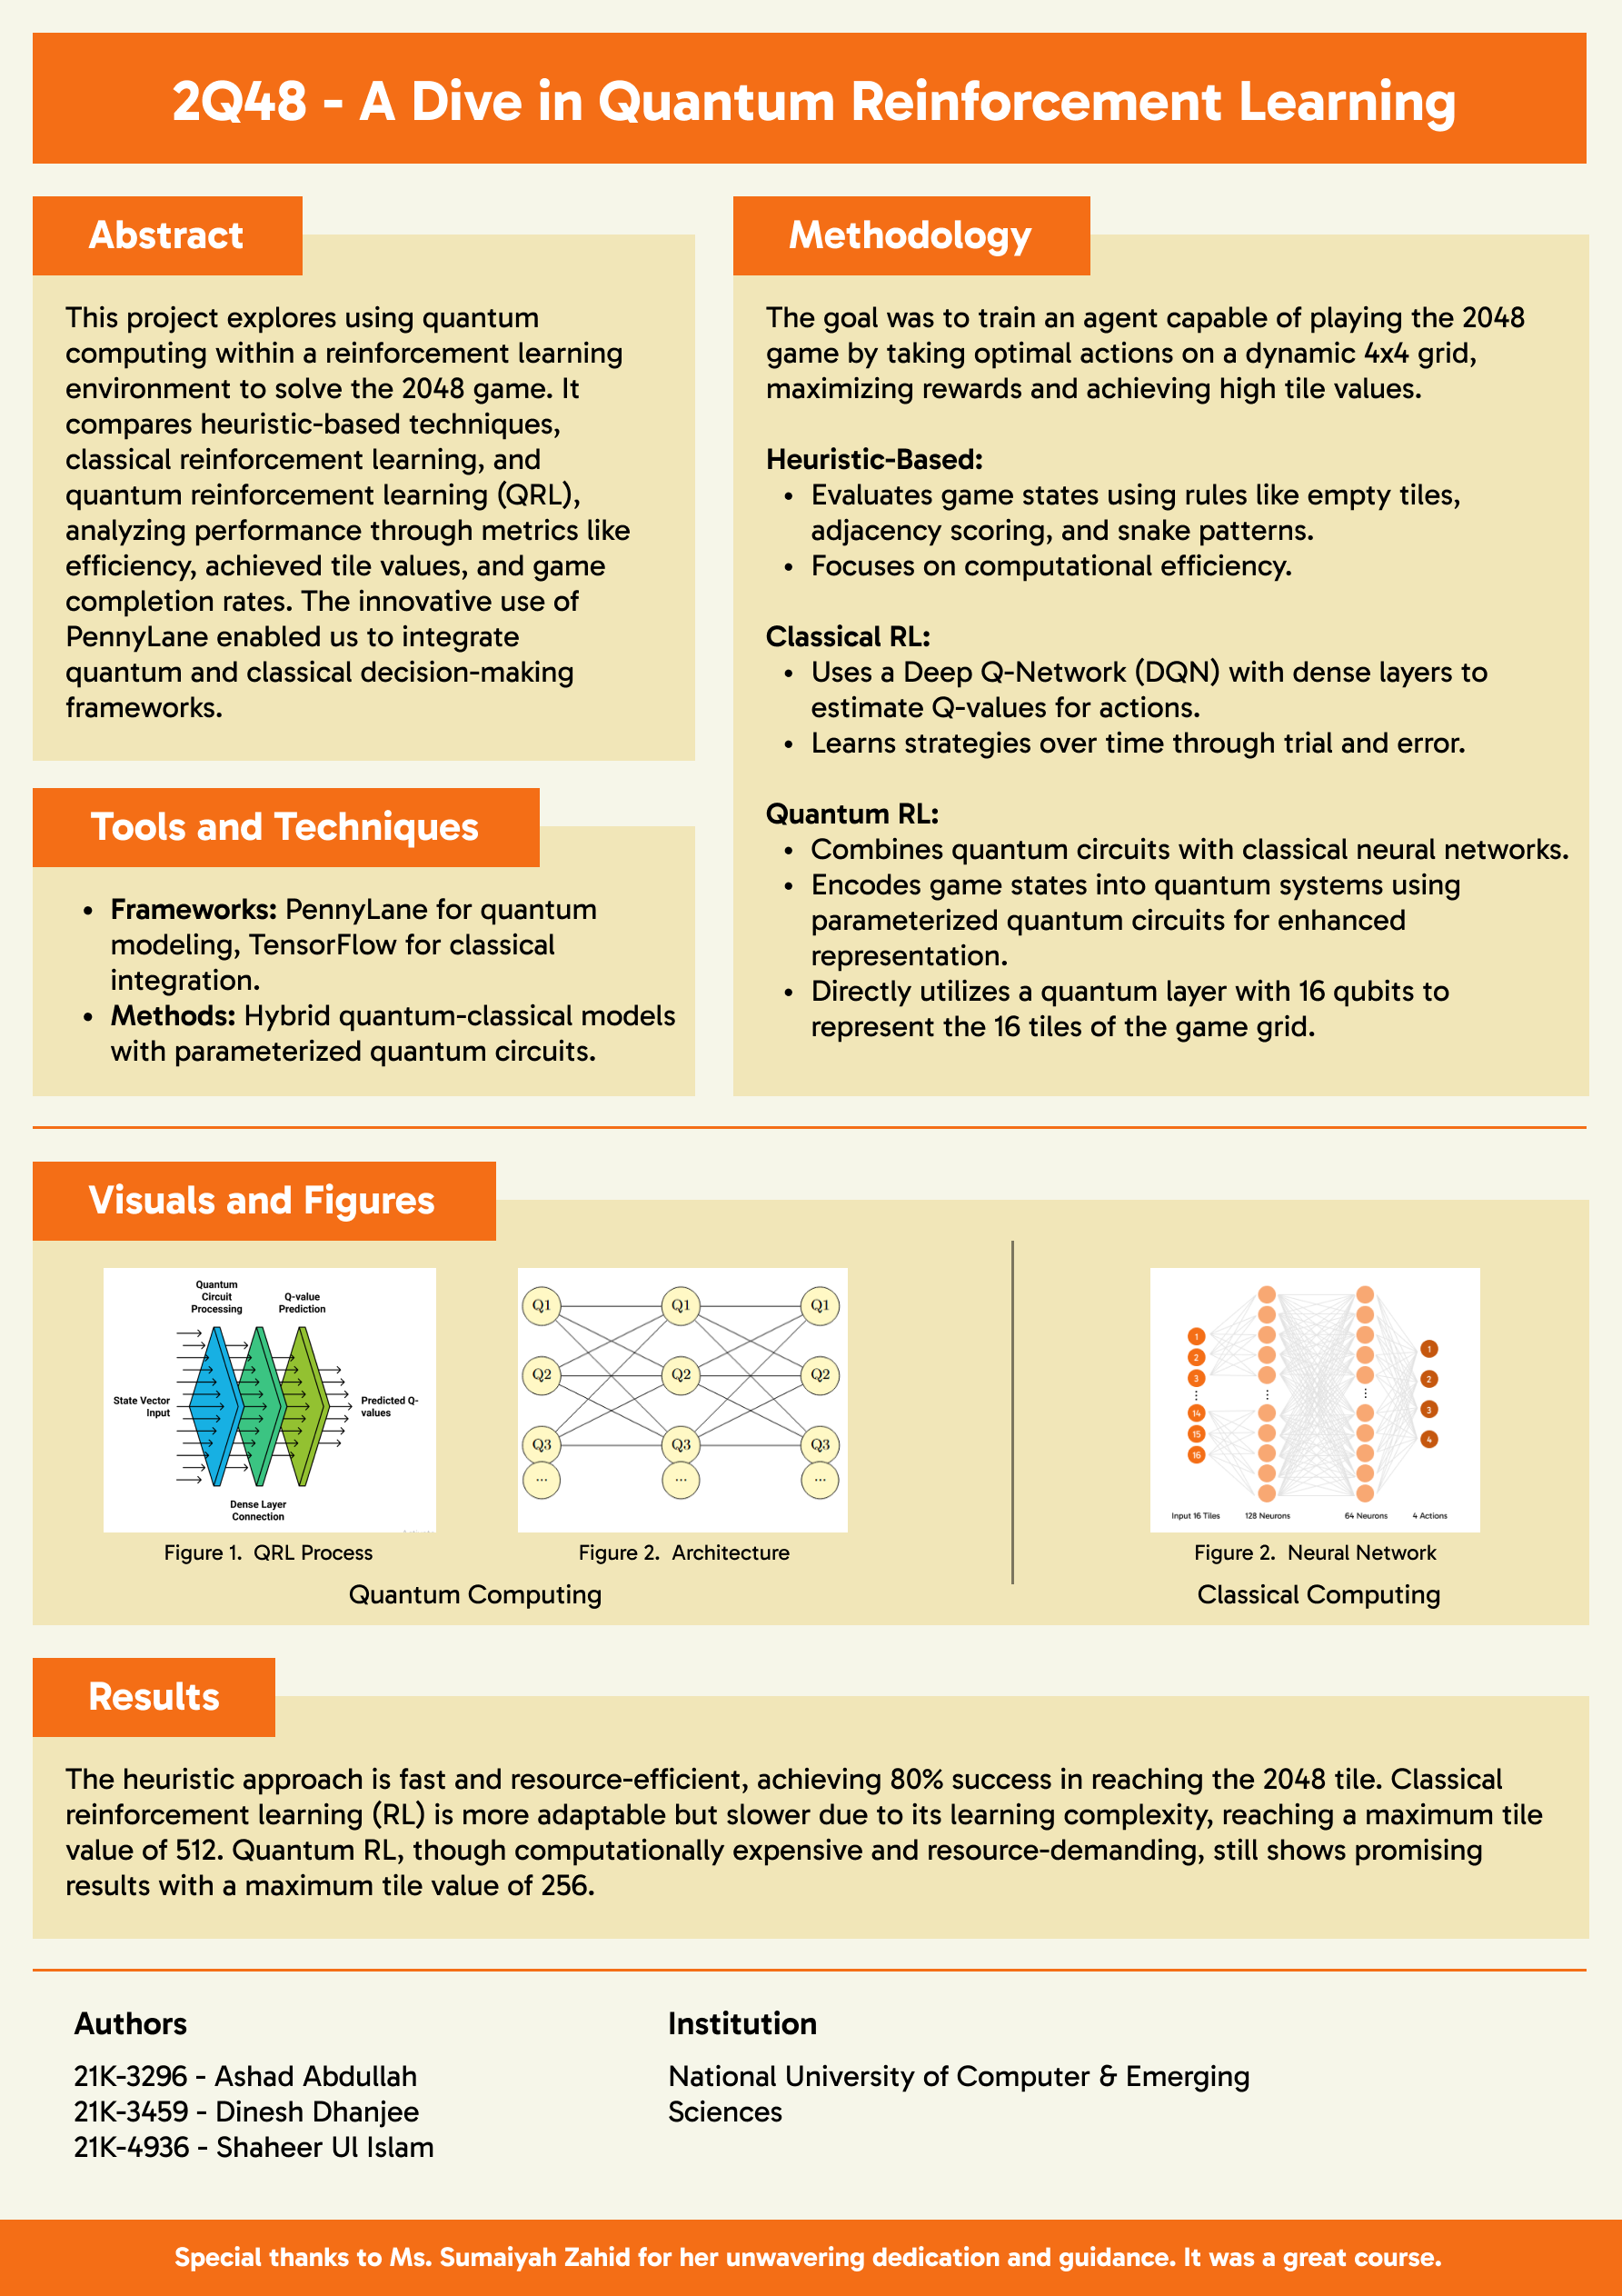 2Q48 - A Dive in Quantum Reinforcement Learning
Abstract
This project explores using quantum
computing within a reinforcement learning
environment to solve the 2048 game. It
compares heuristic-based techniques,
classical reinforcement learning, and
quantum reinforcement learning (QRL),
analyzing performance through metrics like
efficiency, achieved tile values, and game
completion rates. The innovative use of
PennyLane enabled us to integrate
quantum and classical decision-making
frameworks.
Tools and Techniques
• Frameworks: PennyLane for quantum
modeling, TensorFlow for classical
integration.
• Methods: Hybrid quantum-classical models
with parameterized quantum circuits.
Methodology
The goal was to train an agent capable of playing the 2048
game by taking optimal actions on a dynamic 4x4 grid,
maximizing rewards and achieving high tile values.
Heuristic-Based:
• Evaluates game states using rules like empty tiles,
adjacency scoring, and snake patterns.
• Focuses on computational efficiency.
Classical RL:
• Uses a Deep Q-Network (DQN) with dense layers to
estimate Q-values for actions.
• Learns strategies over time through trial and error.
Quantum RL:
• Combines quantum circuits with classical neural networks.
• Encodes game states into quantum systems using
parameterized quantum circuits for enhanced
representation.
• Directly utilizes a quantum layer with 16 qubits to
represent the 16 tiles of the game grid.
Visuals and Figures
Quantum
Circuit
Processing
Q-value
Prediction
State Vector
Input
Predicted Q-
values
Dense Layer
Connection
Figure 1. QRL Process
Q1 Q1 Q1
Q2 Q2 Q2
Q3 Q3 Q3
... ... ...
Figure 2. Architecture
Quantum Computing
1
2
3
14
15
16
1
2
3
4
Input 16 Tiles 128 Neurons 64 Neurons 4 Actions
Figure 2. Neural Network
Classical Computing
Results
The heuristic approach is fast and resource-efficient, achieving 80% success in reaching the 2048 tile. Classical
reinforcement learning (RL) is more adaptable but slower due to its learning complexity, reaching a maximum tile
value of 512. Quantum RL, though computationally expensive and resource-demanding, still shows promising
results with a maximum tile value of 256.
Authors
21K-3296 - Ashad Abdullah
21K-3459 - Dinesh Dhanjee
21K-4936 - Shaheer Ul Islam
Institution
National University of Computer & Emerging
Sciences
Special thanks to Ms. Sumaiyah Zahid for her unwavering dedication and guidance. It was a great course.